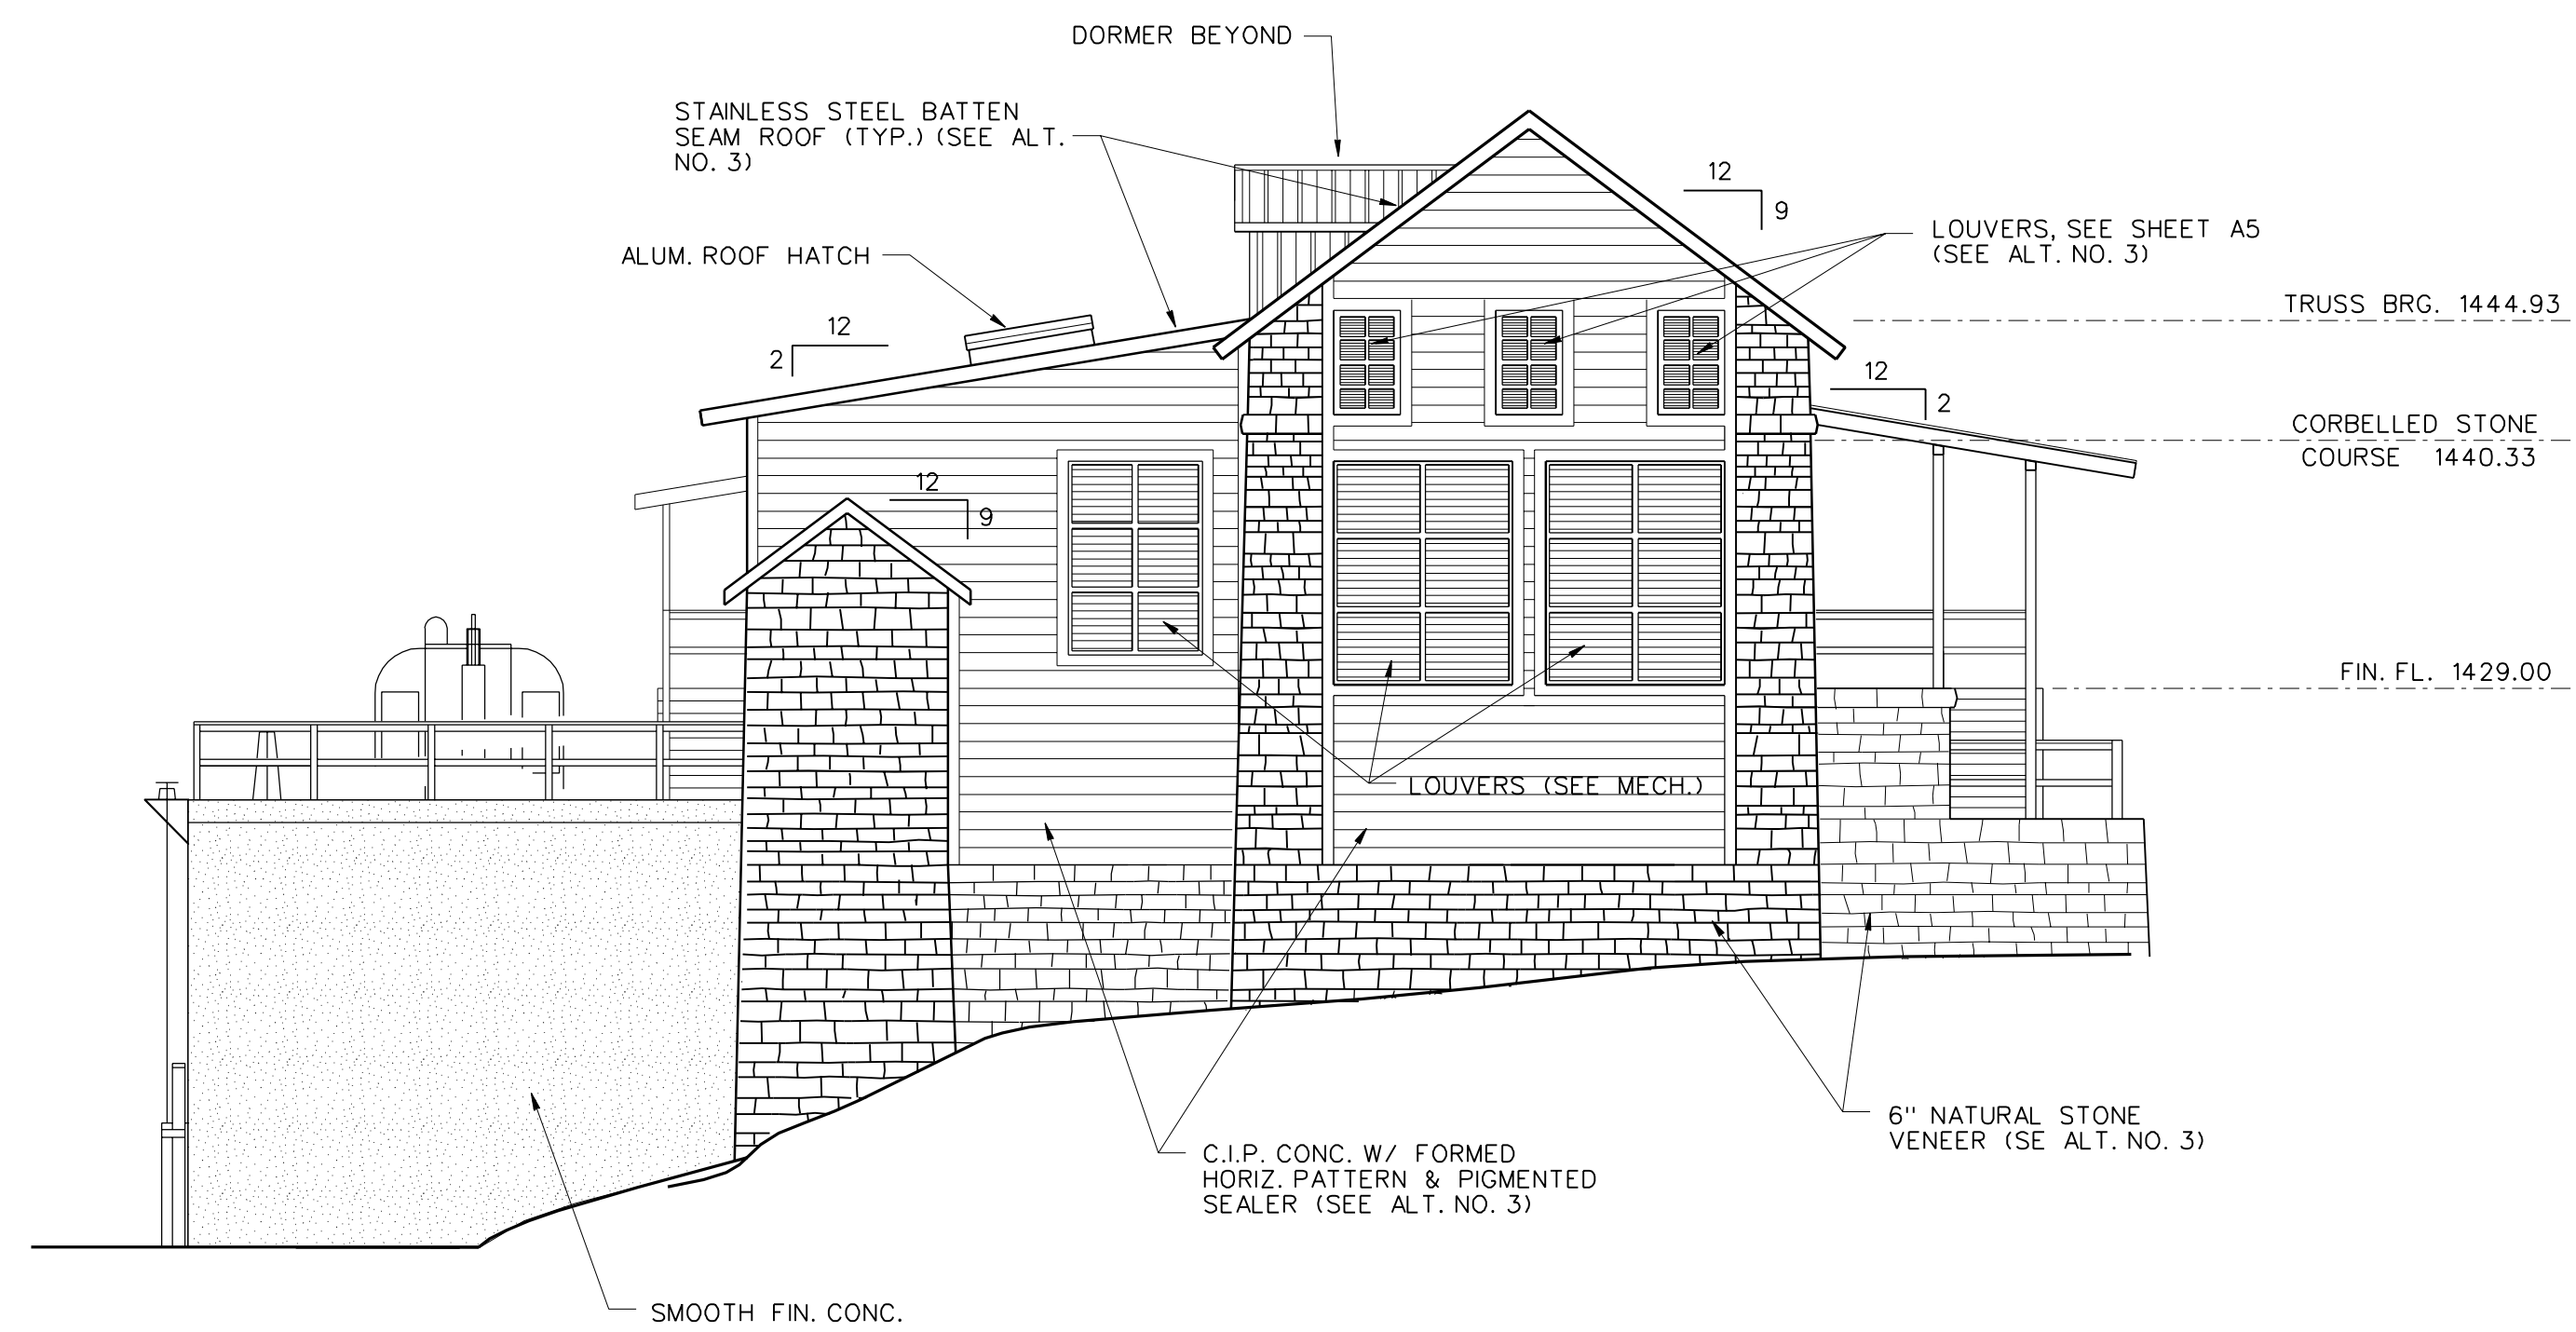 DORMER BEYOND
STAINLESS STEEL BATTEN
SEAM ROOF (TYP.) (SEE ALT.
NO. 3)
12
9
LOUVERS, SEE SHEET A5
(SEE ALT. NO. 3)
ALUM. ROOF HATCH
TRUSS BRG. 1444.93
12
2
12
2
CORBELLED STONE
COURSE 1440.33
12
9
FIN. FL. 1429.00
LOUVERS (SEE MECH.)
6" NATURAL STONE
VENEER (SE ALT. NO. 3)
C.I.P. CONC. W/ FORMED
HORIZ. PATTERN & PIGMENTED
SEALER (SEE ALT. NO. 3)
SMOOTH FIN. CONC.